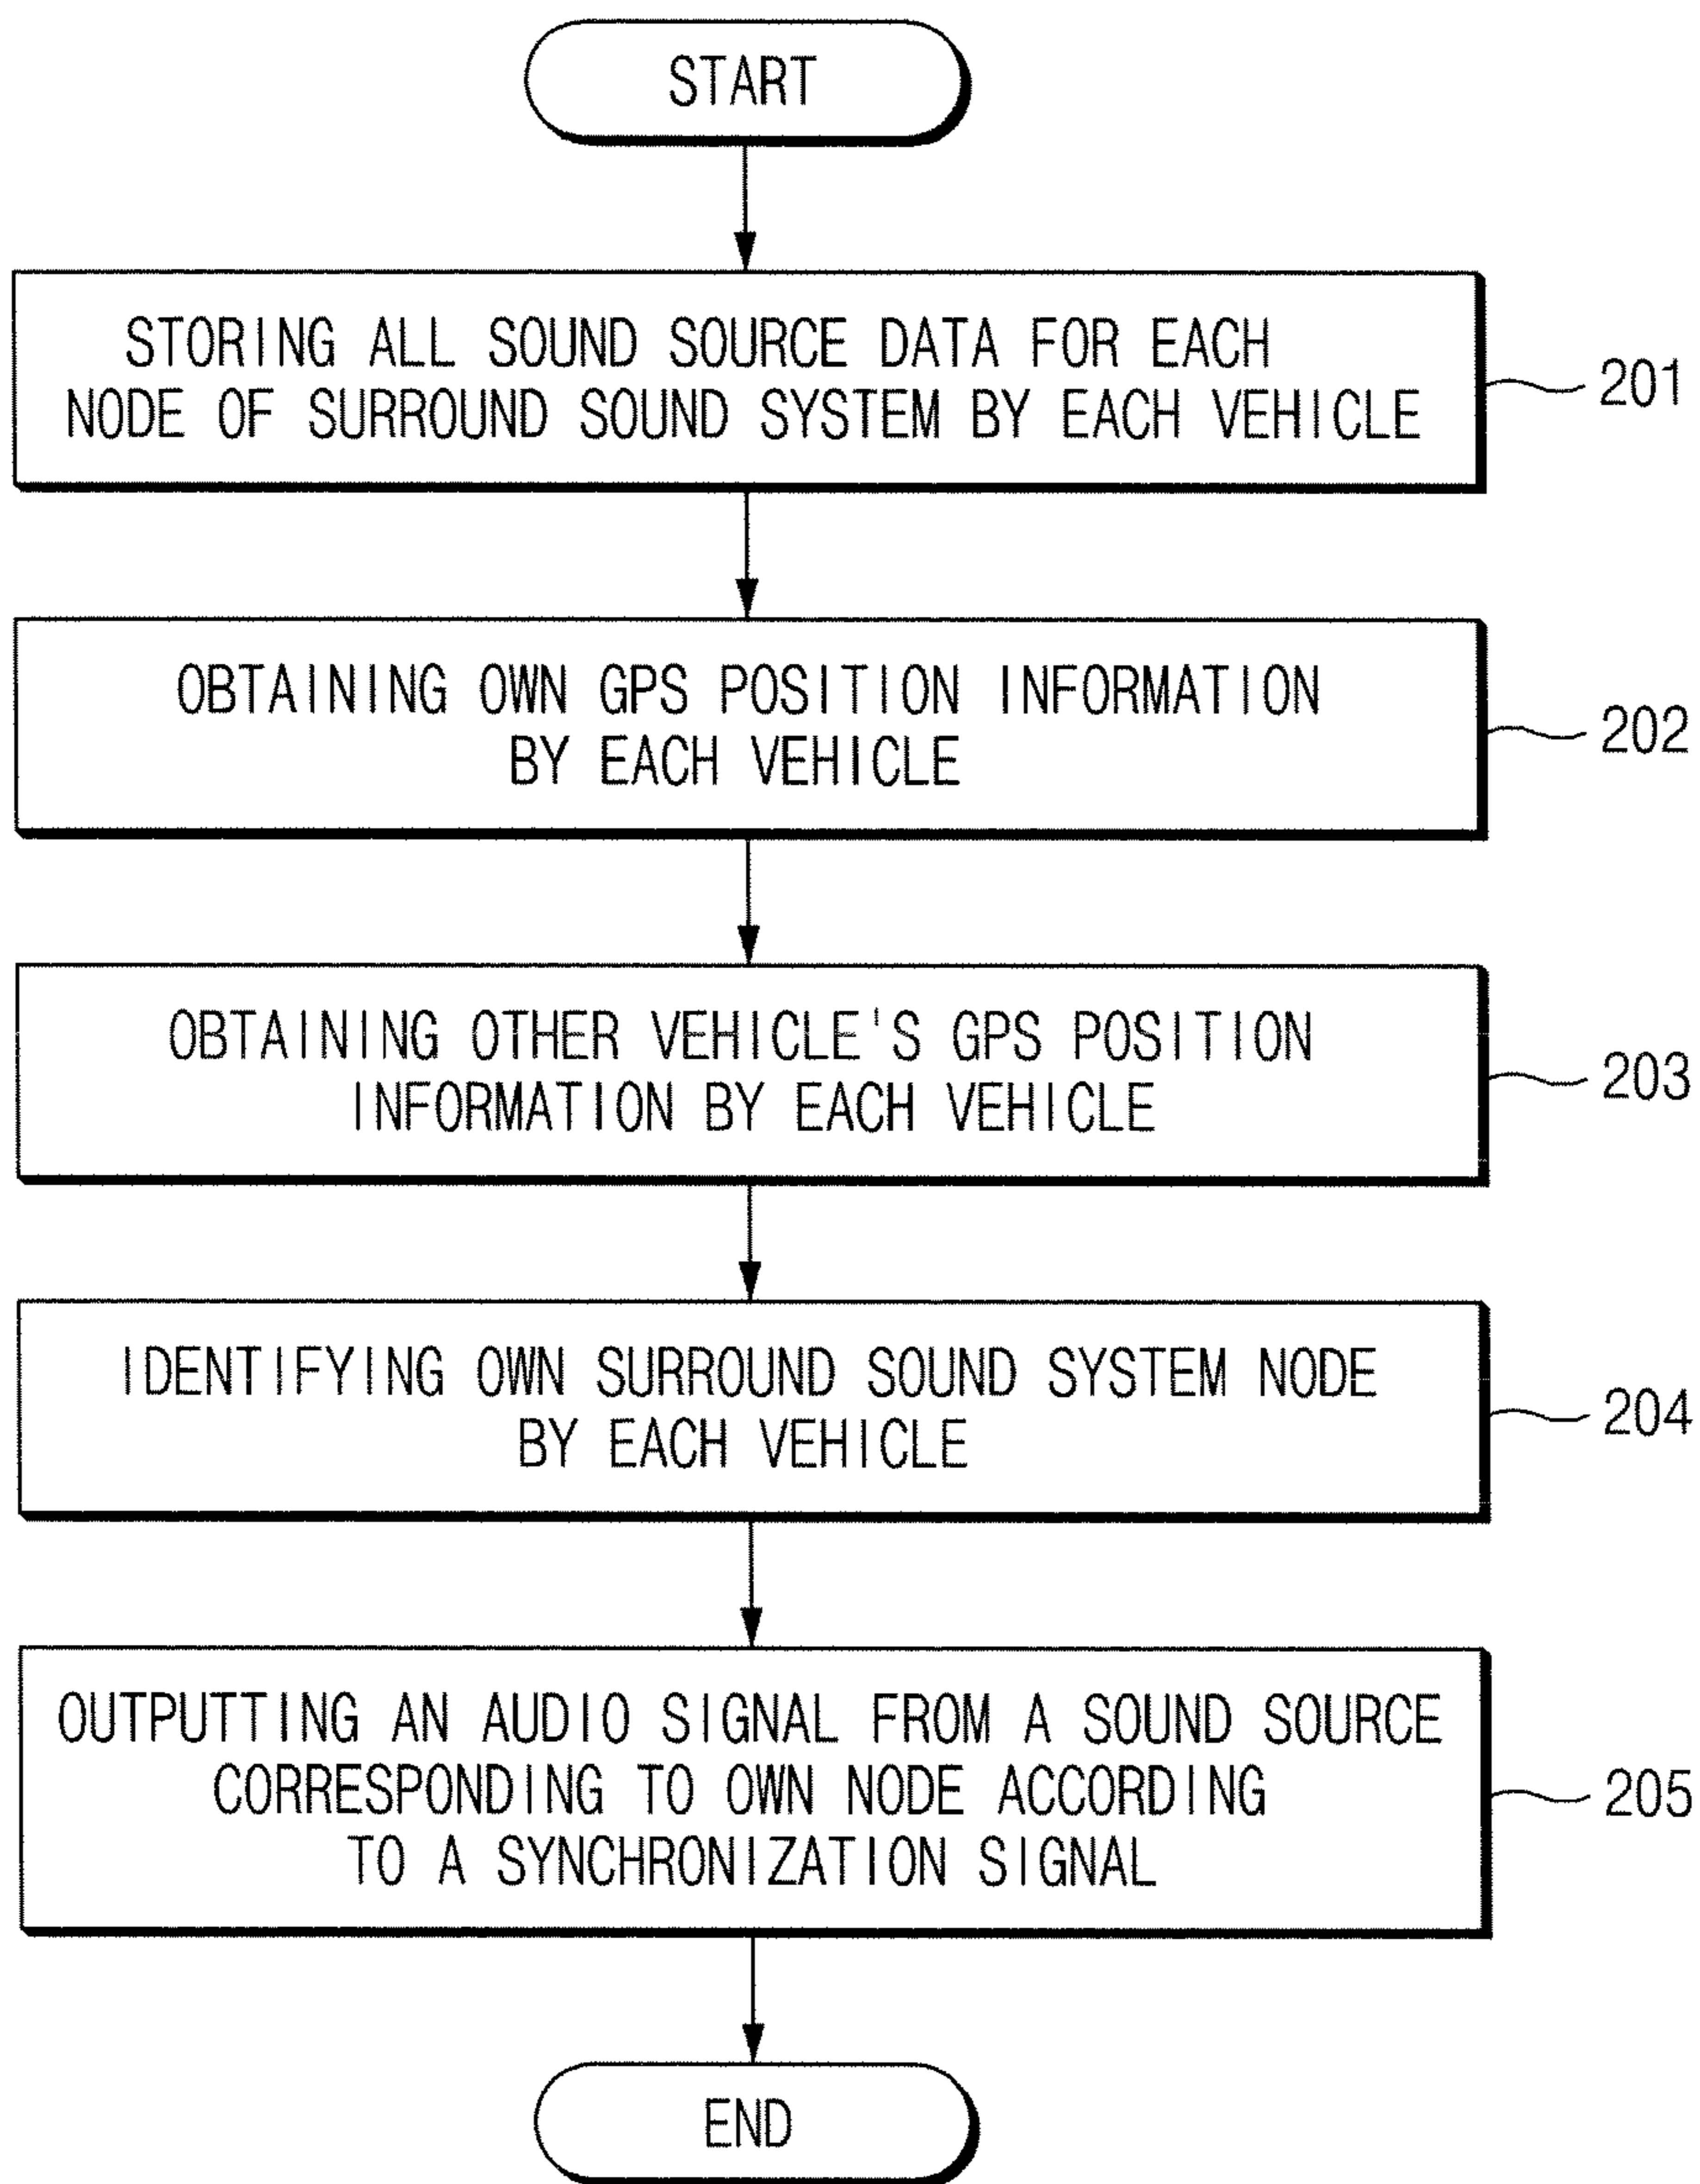 START
STORING ALL SOUND SOURCE DATA FOR EACH
NODE OF SURROUND SOUND SYSTEM BY EACH VEHICLE
201
OBTAINING OWN GPS POSITION INFORMATION
BY EACH VEHICLE
202
OBTAINING OTHER VEHICLE'S GPS POSITION
INFORMATION BY EACH VEHICLE
203
IDENTIFYING OWN SURROUND SOUND SYSTEM NODE
BY EACH VEHICLE
204
OUTPUTTING AN AUDIO SIGNAL FROM A SOUND SOURCE
CORRESPONDING TO OWN NODE ACCORDING
TO A SYNCHRONIZATION SIGNAL
205
END